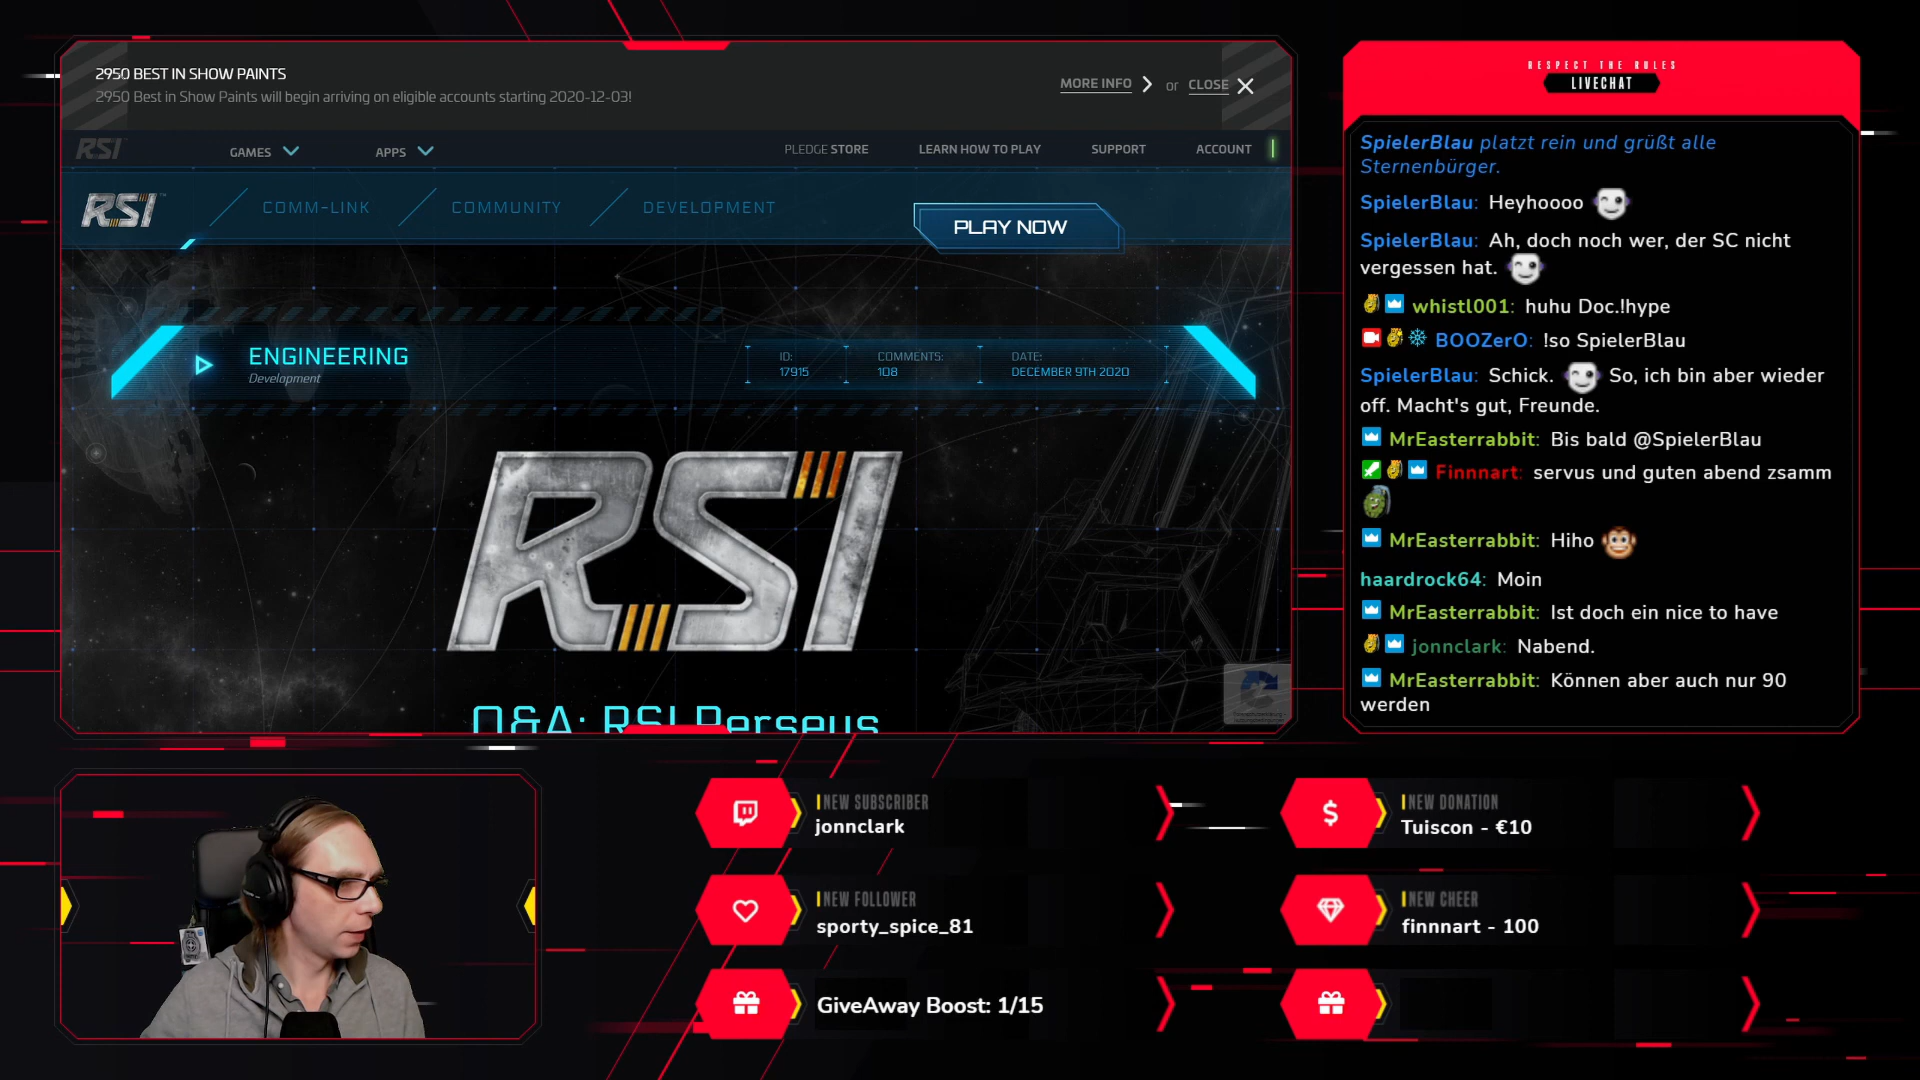 2950 BEST IN SHOW PAINTS
2950 Best in Show Paints will begin arriving on eligible accounts starting 2020-12-03!
MORE INFO or CLOSE
RSI
GAMES
APPS
PLEDGE STORE
LEARN HOW TO PLAY
SUPPORT
ACCOUNT
RSI
COMM-LINK
COMMUNITY
DEVELOPMENT
PLAY NOW
ENGINEERING
Development
ID:
17915
COMMENTS:
108
DATE:
DECEMBER 9TH 2020
RSI
Q&A: RSI Perseus
RESPECT THE RULES
LIVECHAT
SpielerBlau platzt rein und grüßt alle
Sternenbürger.
SpielerBlau: Heyhoooo
SpielerBlau: Ah, doch noch wer, der SC nicht
vergessen hat.
whistl001: huhu Doc.!hype
BOOZerO: !so SpielerBlau
SpielerBlau: Schick. So, ich bin aber wieder
off. Macht's gut, Freunde.
MrEasterrabbit: Bis bald @SpielerBlau
Finnnart: servus und guten abend zsamm
MrEasterrabbit: Hiho
haardrock64: Moin
MrEasterrabbit: Ist doch ein nice to have
jonnclark: Nabend.
MrEasterrabbit: Können aber auch nur 90
werden
NEW SUBSCRIBER
jonnclark
NEW DONATION
Tuiscon - €10
NEW FOLLOWER
sporty_spice_81
NEW CHEER
finnnart - 100
GiveAway Boost: 1/15